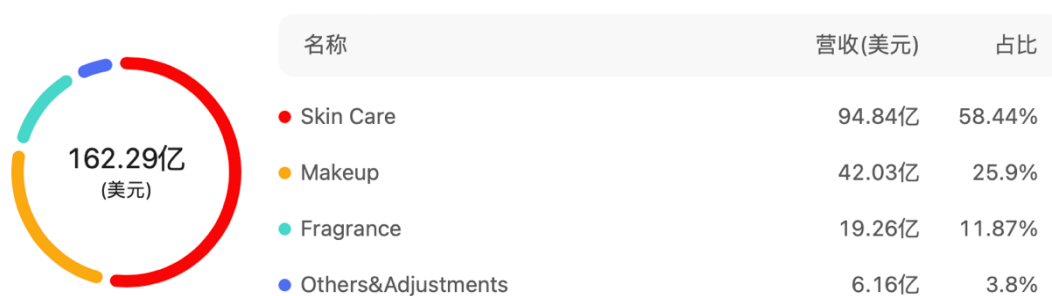 名称 营收(美元) 占比
162.29亿
(美元)
Skin Care 94.84亿 58.44%
Makeup 42.03亿 25.9%
Fragrance 19.26亿 11.87%
Others&Adjustments 6.16亿 3.8%